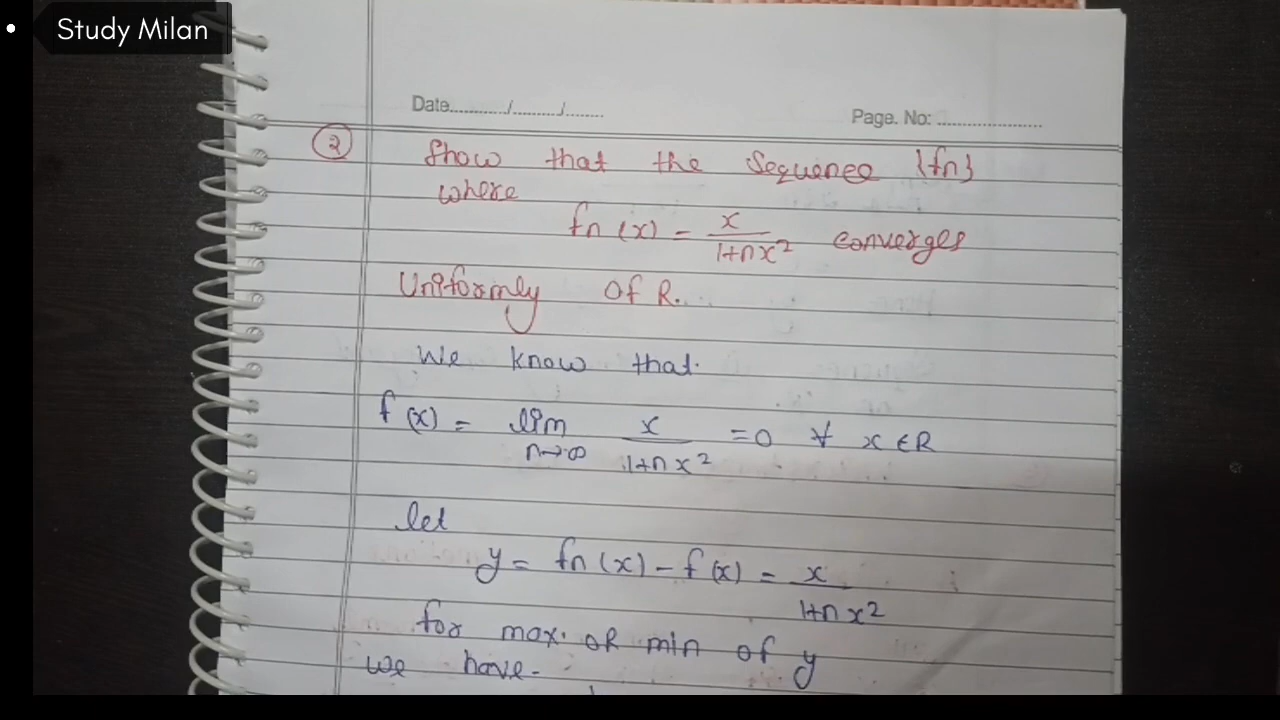 Study Milan
Date............/.........../.........
Page. No: ......................
③ Show that the Sequence {fn}
where
fn(x) = x/(1+nx²) converges
Uniformly of R.
We know that.
f(x) = lim n→∞ x/(1+nx²) = 0 ∀ x ∈ R
let
y = fn(x) - f(x) = x/(1+nx²)
for max. or min of y
we have-